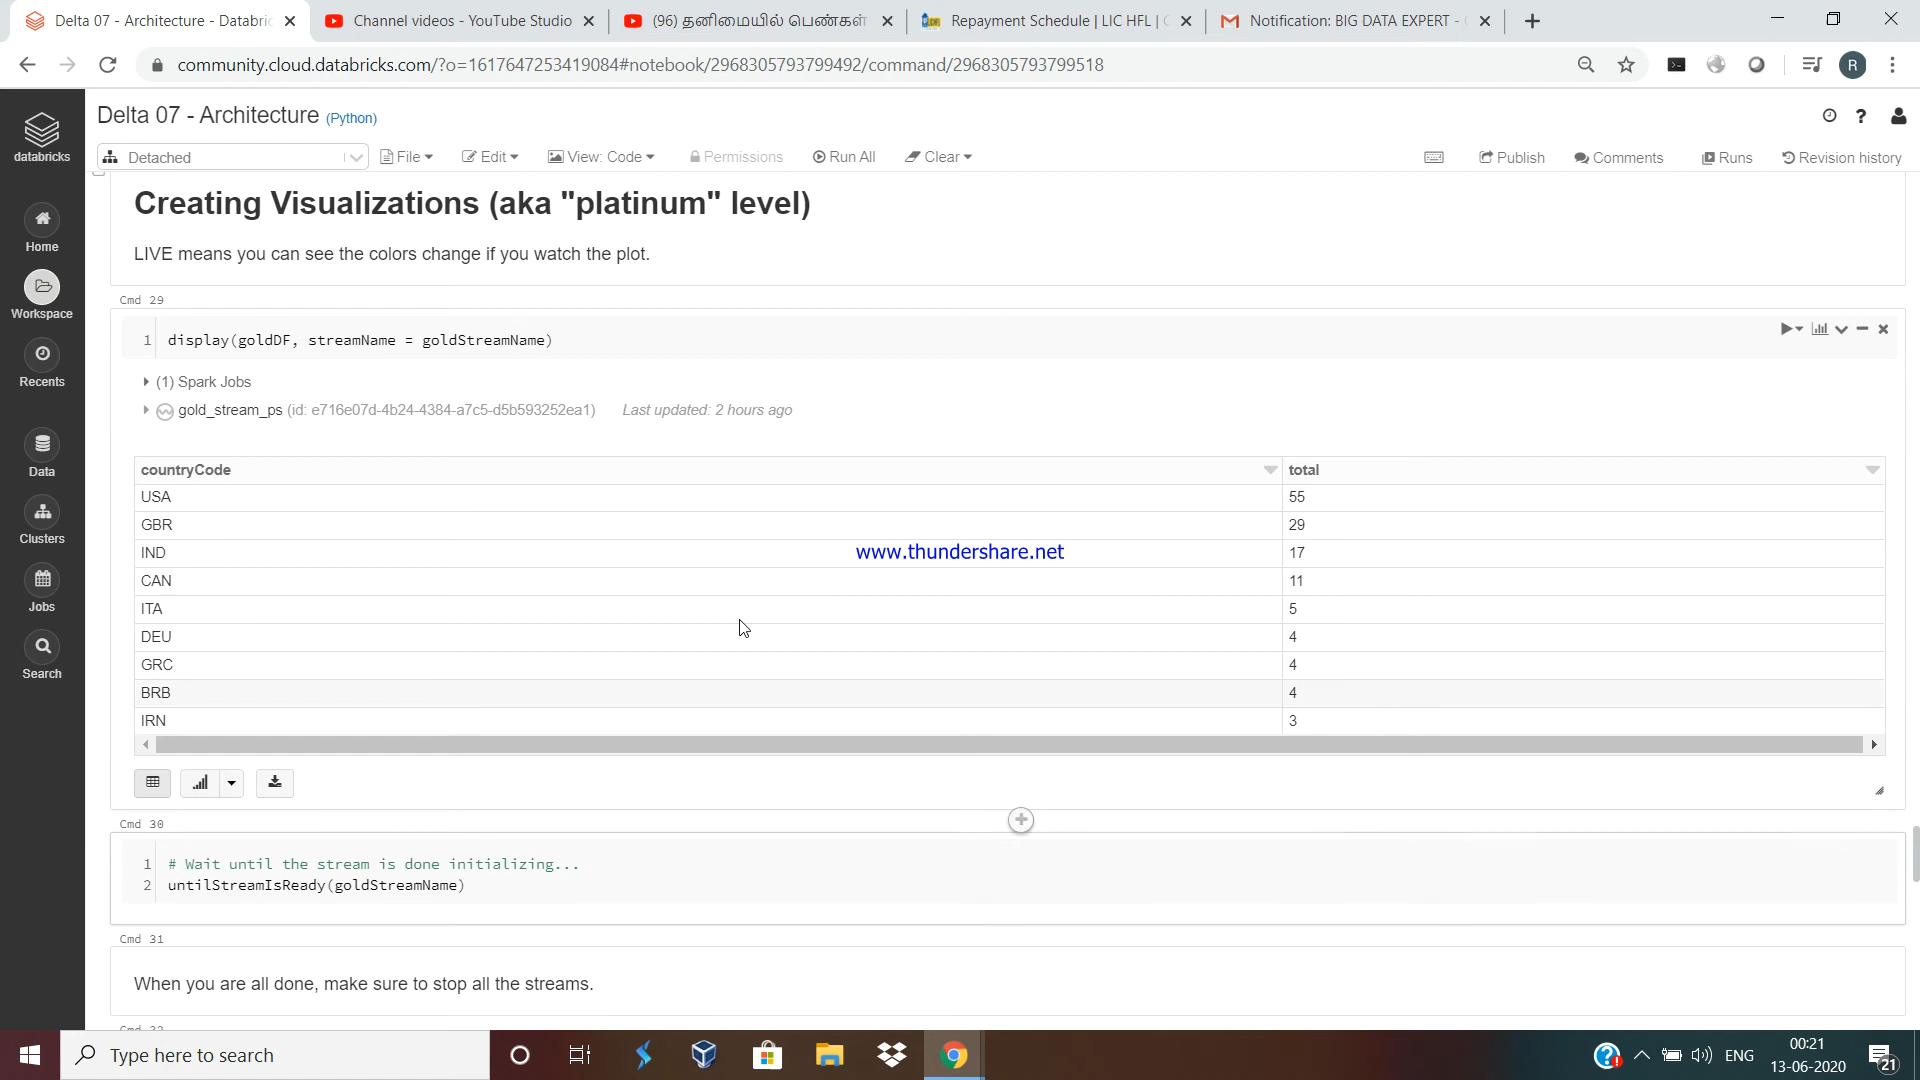 Delta 07 - Architecture - Databric
Channel videos - YouTube Studio
(96) தனிமையில் பெண்கள்
Repayment Schedule | LIC HFL |
Notification: BIG DATA EXPERT -
community.cloud.databricks.com/?o=1617647253419084#notebook/2968305793799492/command/2968305793799518
R
databricks
Home
Workspace
Recents
Data
Clusters
Jobs
Search
Delta 07 - Architecture (Python)
Detached
File
Edit
View: Code
Permissions
Run All
Clear
Publish
Comments
Runs
Revision history
Creating Visualizations (aka "platinum" level)
LIVE means you can see the colors change if you watch the plot.
Cmd 29
1 display(goldDF, streamName = goldStreamName)
(1) Spark Jobs
gold_stream_ps (id: e716e07d-4b24-4384-a7c5-d5b593252ea1) Last updated: 2 hours ago
countryCode total
USA 55
GBR 29
IND 17
www.thundershare.net
CAN 11
ITA 5
DEU 4
GRC 4
BRB 4
IRN 3
Cmd 30
1 # Wait until the stream is done initializing...
2 untilStreamIsReady(goldStreamName)
Cmd 31
When you are all done, make sure to stop all the streams.
Cmd 32
Type here to search
ENG
00:21
13-06-2020
21